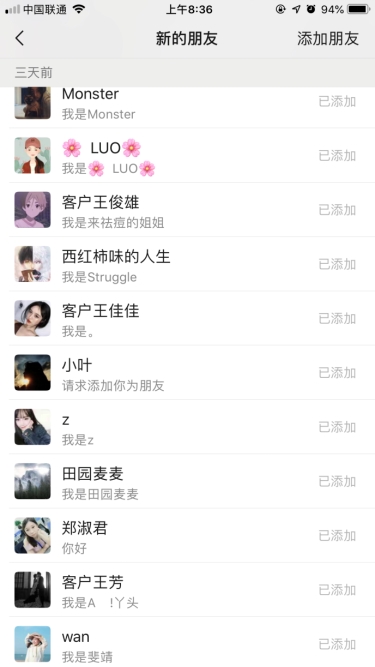 中国联通 上午8:36 94%
新的朋友 添加朋友
三天前
Monster
我是Monster 已添加
🌸 LUO🌸
我是🌸 LUO🌸 已添加
客户王俊雄
我是来祛痘的姐姐 已添加
西红柿味的人生
我是Struggle 已添加
客户王佳佳
我是。 已添加
小叶
请求添加你为朋友 已添加
z
我是z 已添加
田园麦麦
我是田园麦麦 已添加
郑淑君
你好 已添加
客户王芳
我是A !丫头 已添加
wan
我是斐靖 已添加